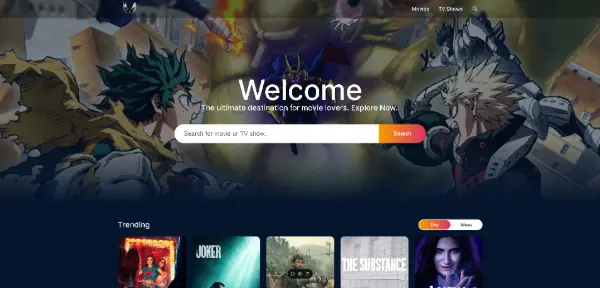 Movies TV Shows
Welcome
The ultimate destination for movie lovers. Explore Now.
Search for movie or TV show.. Search
Trending Day Week
JOKER THE SUBSTANCE